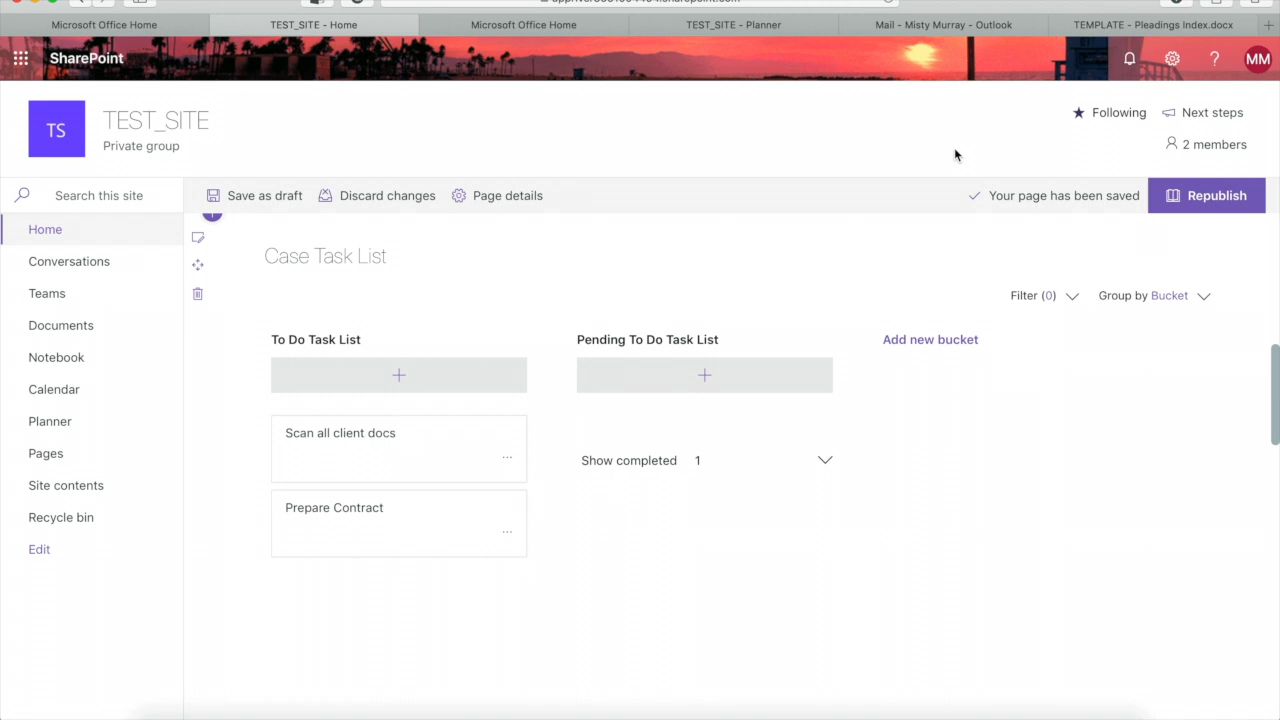 Microsoft Office Home
TEST_SITE - Home
Microsoft Office Home
TEST_SITE - Planner
Mail - Misty Murray - Outlook
TEMPLATE - Pleadings Index.docx
SharePoint
MM
TS
TEST_SITE
Private group
Following
Next steps
2 members
Search this site
Save as draft
Discard changes
Page details
Your page has been saved
Republish
Home
Conversations
Teams
Documents
Notebook
Calendar
Planner
Pages
Site contents
Recycle bin
Edit
Case Task List
Filter (0)
Group by Bucket
To Do Task List
Pending To Do Task List
Add new bucket
Scan all client docs
...
Show completed 1
Prepare Contract
...